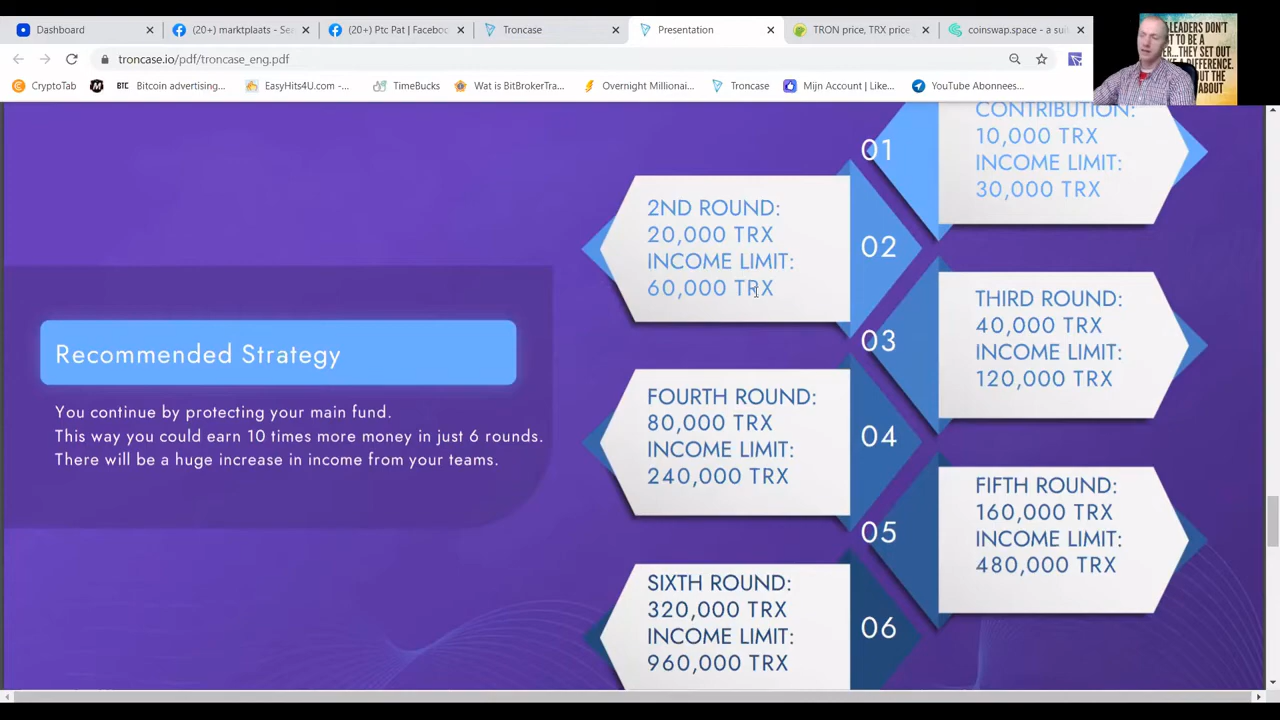 Dashboard
(20+) marktplaats - Se
(20+) Ptc Pat | Faceboo
Troncase
Presentation
TRON price, TRX price
coinswap.space - a su
troncase.io/pdf/troncase_eng.pdf
CryptoTab
BTC Bitcoin advertising...
EasyHits4U.com -...
TimeBucks
Wat is BitBrokerTra...
Overnight Millionai...
Troncase
Mijn Account | Like...
YouTube Abonnees...
CONTRIBUTION:
10,000 TRX
INCOME LIMIT:
30,000 TRX
01
2ND ROUND:
20,000 TRX
INCOME LIMIT:
60,000 TRX
02
THIRD ROUND:
40,000 TRX
INCOME LIMIT:
120,000 TRX
03
Recommended Strategy
You continue by protecting your main fund.
This way you could earn 10 times more money in just 6 rounds.
There will be a huge increase in income from your teams.
FOURTH ROUND:
80,000 TRX
INCOME LIMIT:
240,000 TRX
04
FIFTH ROUND:
160,000 TRX
INCOME LIMIT:
480,000 TRX
05
SIXTH ROUND:
320,000 TRX
INCOME LIMIT:
960,000 TRX
06